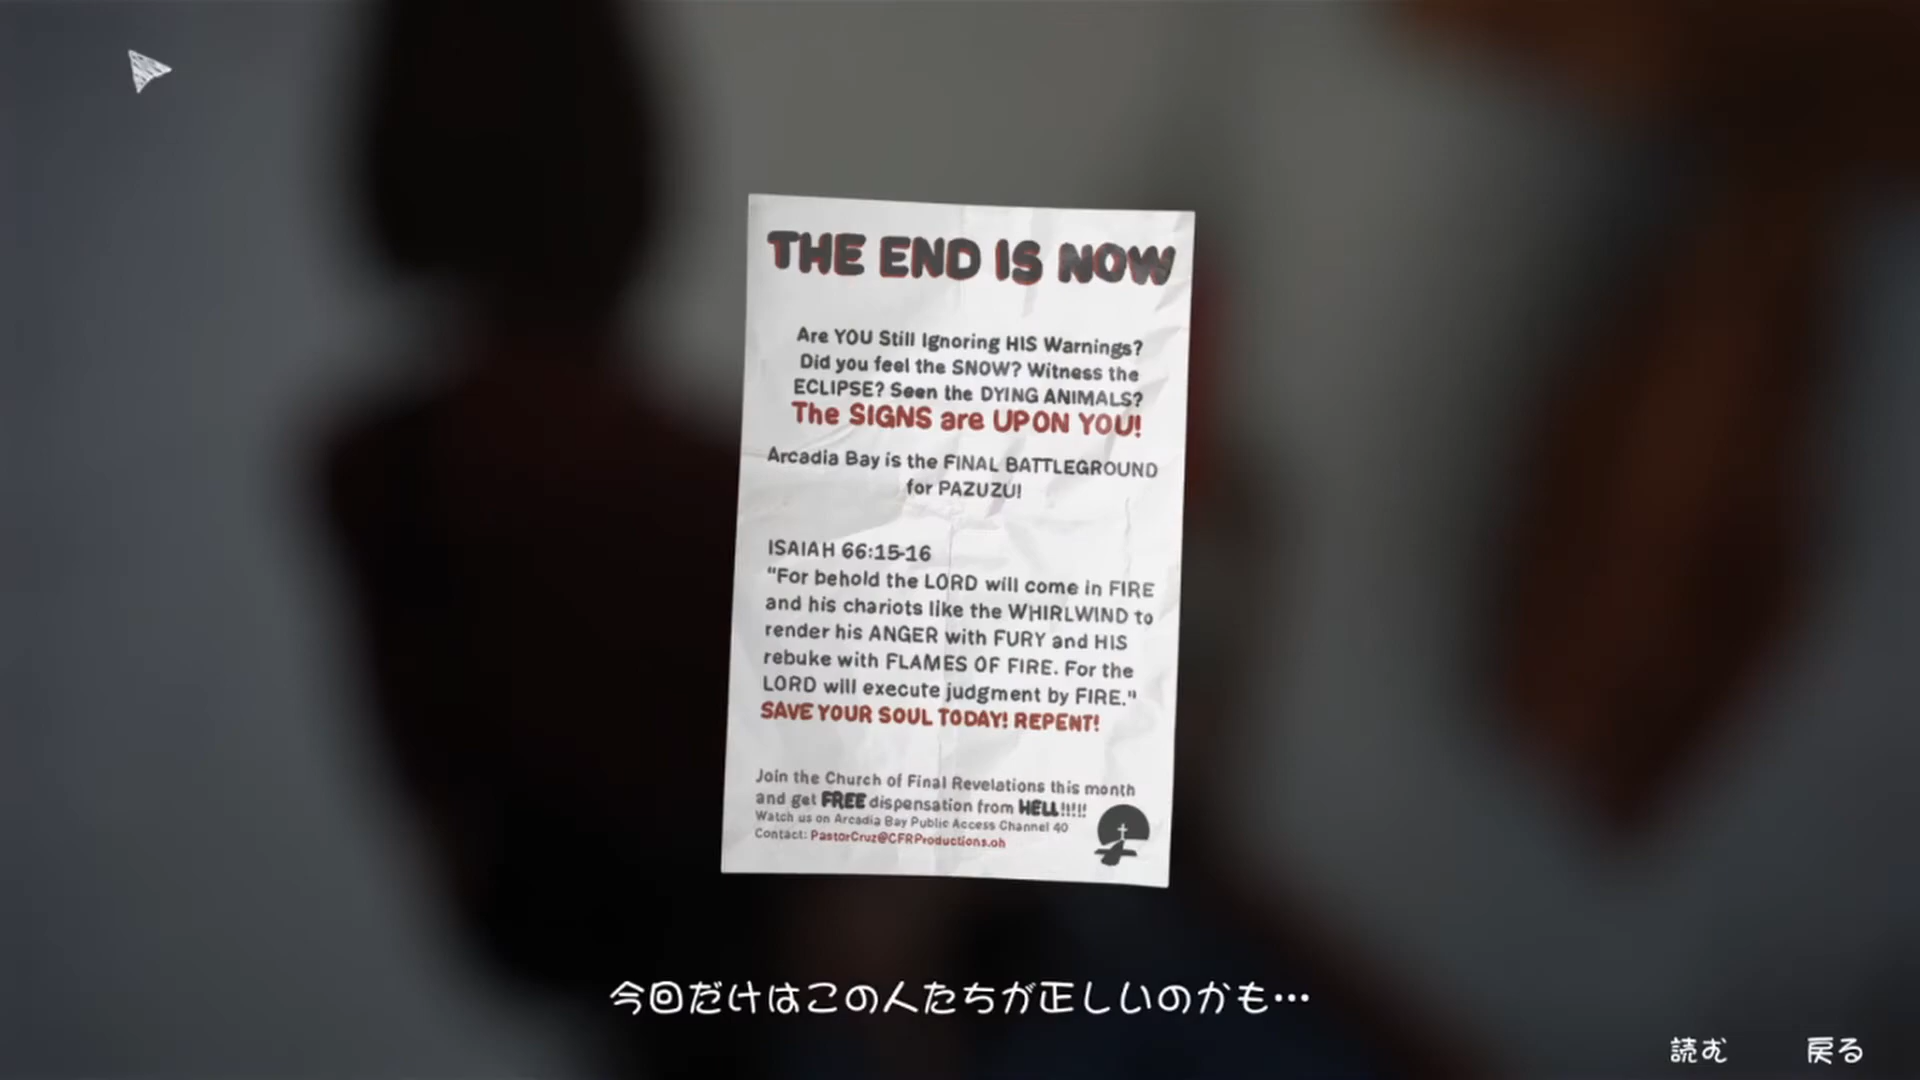 THE END IS NOW
Are YOU Still Ignoring HIS Warnings?
Did you feel the SNOW? Witness the
ECLIPSE? Seen the DYING ANIMALS?
The SIGNS are UPON YOU!
Arcadia Bay is the FINAL BATTLEGROUND
for PAZUZU!
ISAIAH 66:15-16
"For behold the LORD will come in FIRE
and his chariots like the WHIRLWIND to
render his ANGER with FURY and HIS
rebuke with FLAMES OF FIRE. For the
LORD will execute judgment by FIRE."
SAVE YOUR SOUL TODAY! REPENT!
Join the Church of Final Revelations this month
and get FREE dispensation from HELL!!!!!
Watch us on Arcadia Bay Public Access Channel 40
Contact: PastorCruz@CFRProductions.oh
今回だけはこの人たちが正しいのかも…
読む 戻る